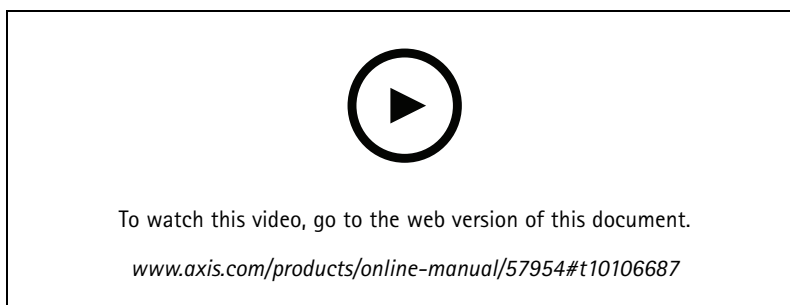 To watch this video, go to the web version of this document.
www.axis.com/products/online-manual/57954#t10106687